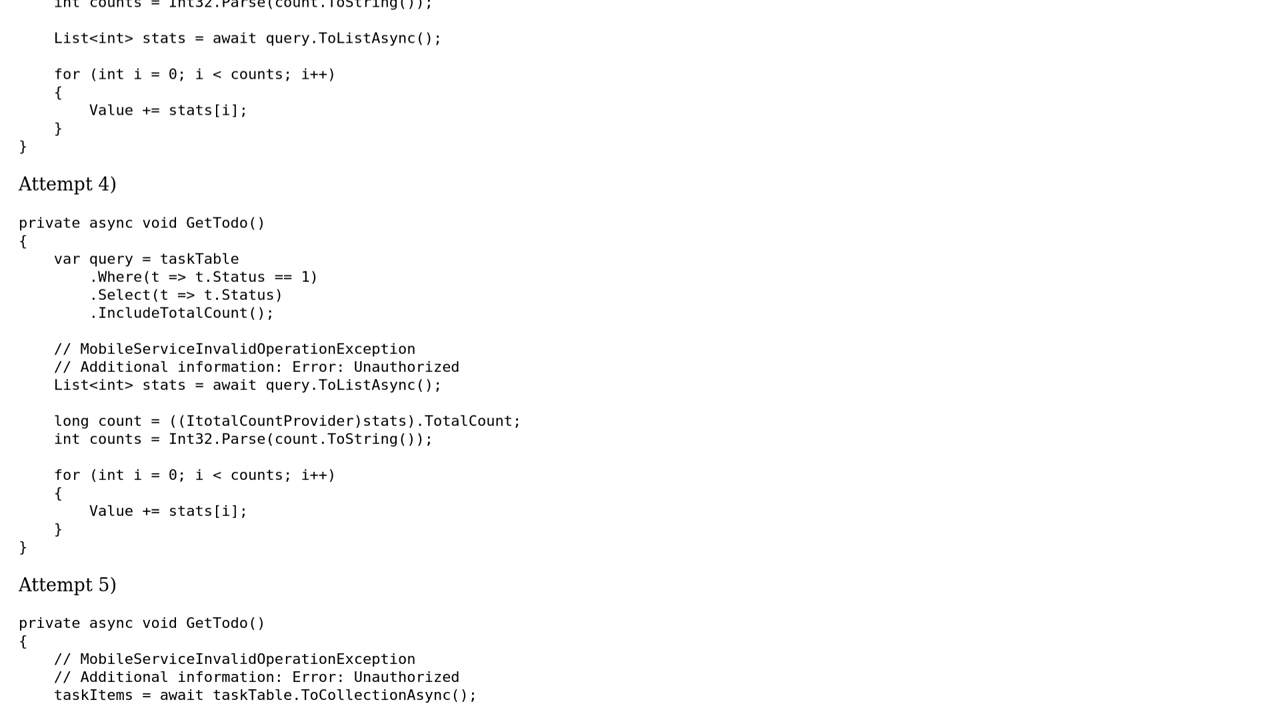 int counts = Int32.Parse(count.ToString());
List<int> stats = await query.ToListAsync();
for (int i = 0; i < counts; i++)
{
Value += stats[i];
}
}
Attempt 4)
private async void GetTodo()
{
var query = taskTable
.Where(t => t.Status == 1)
.Select(t => t.Status)
.IncludeTotalCount();
// MobileServiceInvalidOperationException
// Additional information: Error: Unauthorized
List<int> stats = await query.ToListAsync();
long count = ((ItotalCountProvider)stats).TotalCount;
int counts = Int32.Parse(count.ToString());
for (int i = 0; i < counts; i++)
{
Value += stats[i];
}
}
Attempt 5)
private async void GetTodo()
{
// MobileServiceInvalidOperationException
// Additional information: Error: Unauthorized
taskItems = await taskTable.ToCollectionAsync();